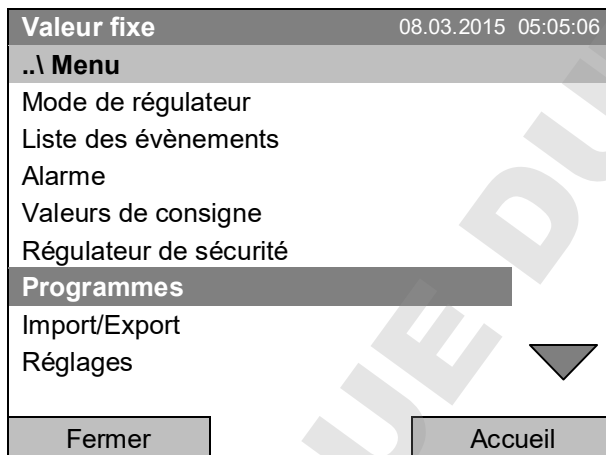 Valeur fixe 08.03.2015 05:05:06
..\ Menu
Mode de régulateur
Liste des évènements
Alarme
Valeurs de consigne
Régulateur de sécurité
Programmes
Import/Export
Réglages
Fermer Accueil